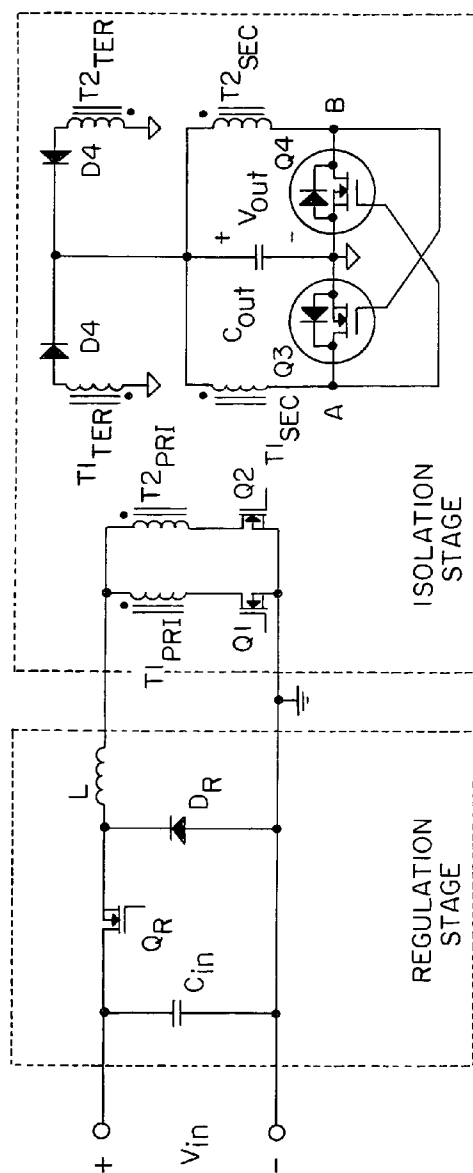 +
Vin
-
Cin
QR
DR
L
REGULATION
STAGE
T1PRI
T2PRI
Q1
Q2
ISOLATION
STAGE
T1TER
D4
D4
T2TER
T1SEC
T2SEC
Cout
+
Vout
-
Q3
Q4
A
B